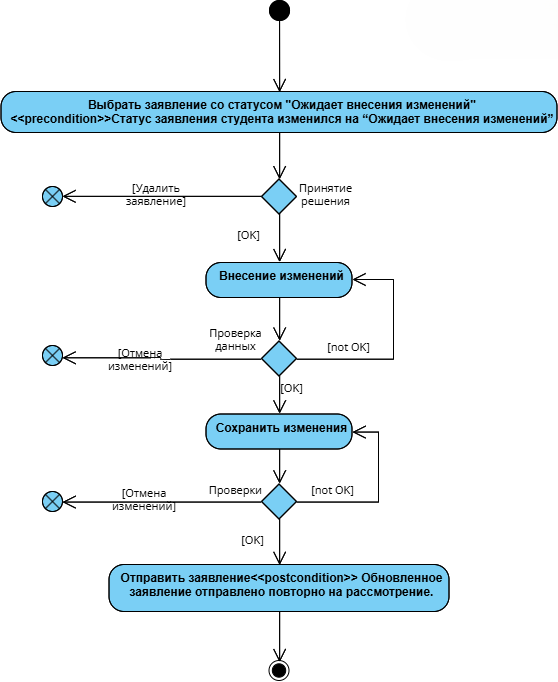 Выбрать заявление со статусом "Ожидает внесения изменений"
<<precondition>>Статус заявления студента изменился на “Ожидает внесения изменений”
[Удалить
заявление]
Принятие
решения
[OK]
Внесение изменений
Проверка
данных
[not OK]
[Отмена
изменений]
[OK]
Сохранить изменения
[Отмена
изменений]
Проверки
[not OK]
[OK]
Отправить заявление<<postcondition>> Обновленное
заявление отправлено повторно на рассмотрение.